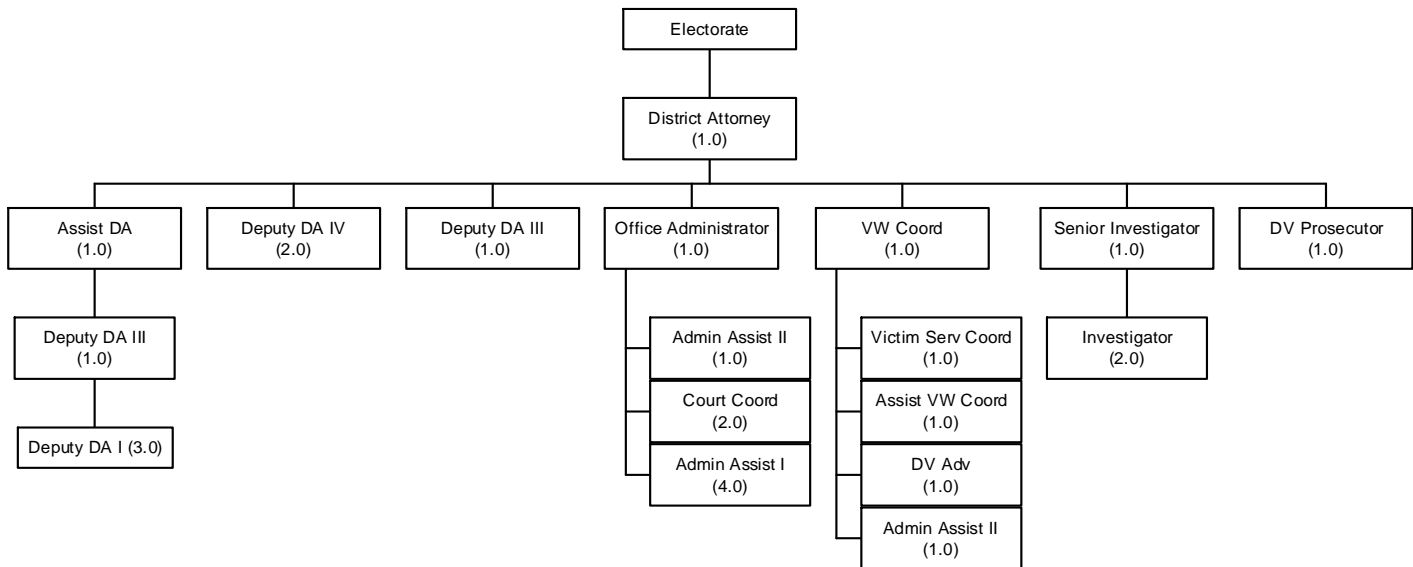 Electorate
District Attorney
(1.0)
Assist DA
(1.0)
Deputy DA IV
(2.0)
Deputy DA III
(1.0)
Office Administrator
(1.0)
VW Coord
(1.0)
Senior Investigator
(1.0)
DV Prosecutor
(1.0)
Deputy DA III
(1.0)
Deputy DA I (3.0)
Admin Assist II
(1.0)
Court Coord
(2.0)
Admin Assist I
(4.0)
Victim Serv Coord
(1.0)
Assist VW Coord
(1.0)
DV Adv
(1.0)
Admin Assist II
(1.0)
Investigator
(2.0)